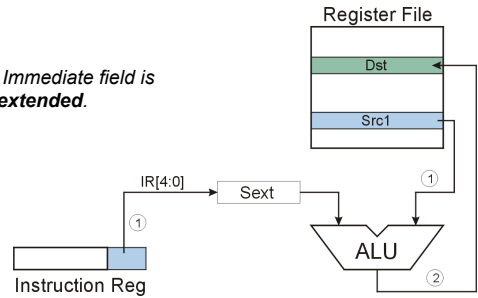 Register File
Dst
Immediate field is
extended.
Src1
IR[4:0]
Sext
1
1
ALU
2
Instruction Reg